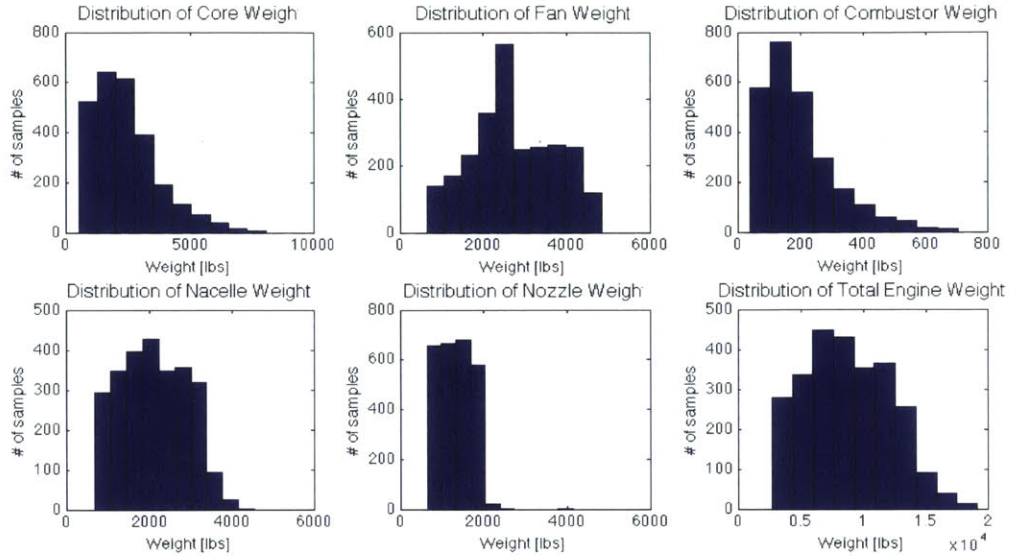 Distribution of Core Weigh
800
600
400
200
0
# of samples
0 5000 10000
Weight [lbs]
Distribution of Fan Weight
600
400
200
0
# of samples
0 2000 4000 6000
Weight [lbs]
Distribution of Combustor Weigh
800
600
400
200
0
# of samples
0 200 400 600 800
Weight [lbs]
Distribution of Nacelle Weight
500
400
300
200
100
0
# of samples
0 2000 4000 6000
Weight [lbs]
Distribution of Nozzle Weigh
800
600
400
200
0
# of samples
0 2000 4000 6000
Weight [lbs]
Distribution of Total Engine Weight
500
400
300
200
100
0
# of samples
0 0.5 1 1.5 2
Weight [lbs]
x 10^4